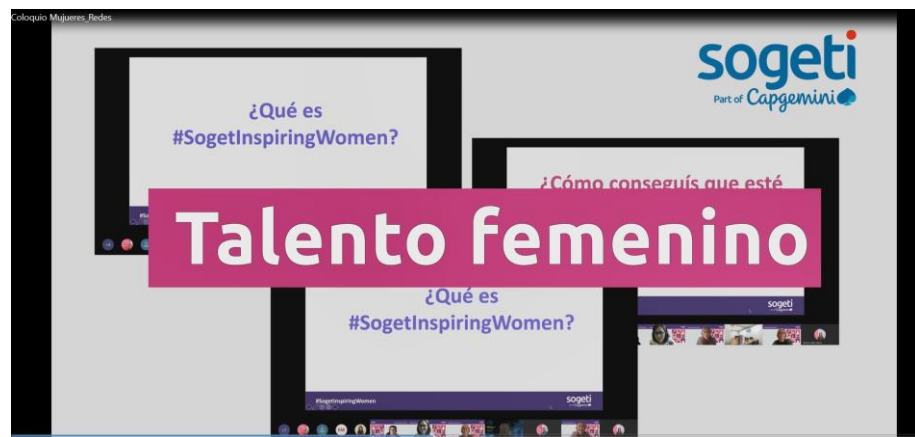 Coloquio Mujueres_Redes
sogeti
Part of Capgemini
¿Qué es
#SogetInspiringWomen?
¿Cómo conseguís que esté
Talento femenino
¿Qué es
#SogetInspiringWomen?
sogeti
#SogetInspiringWomen
sogeti